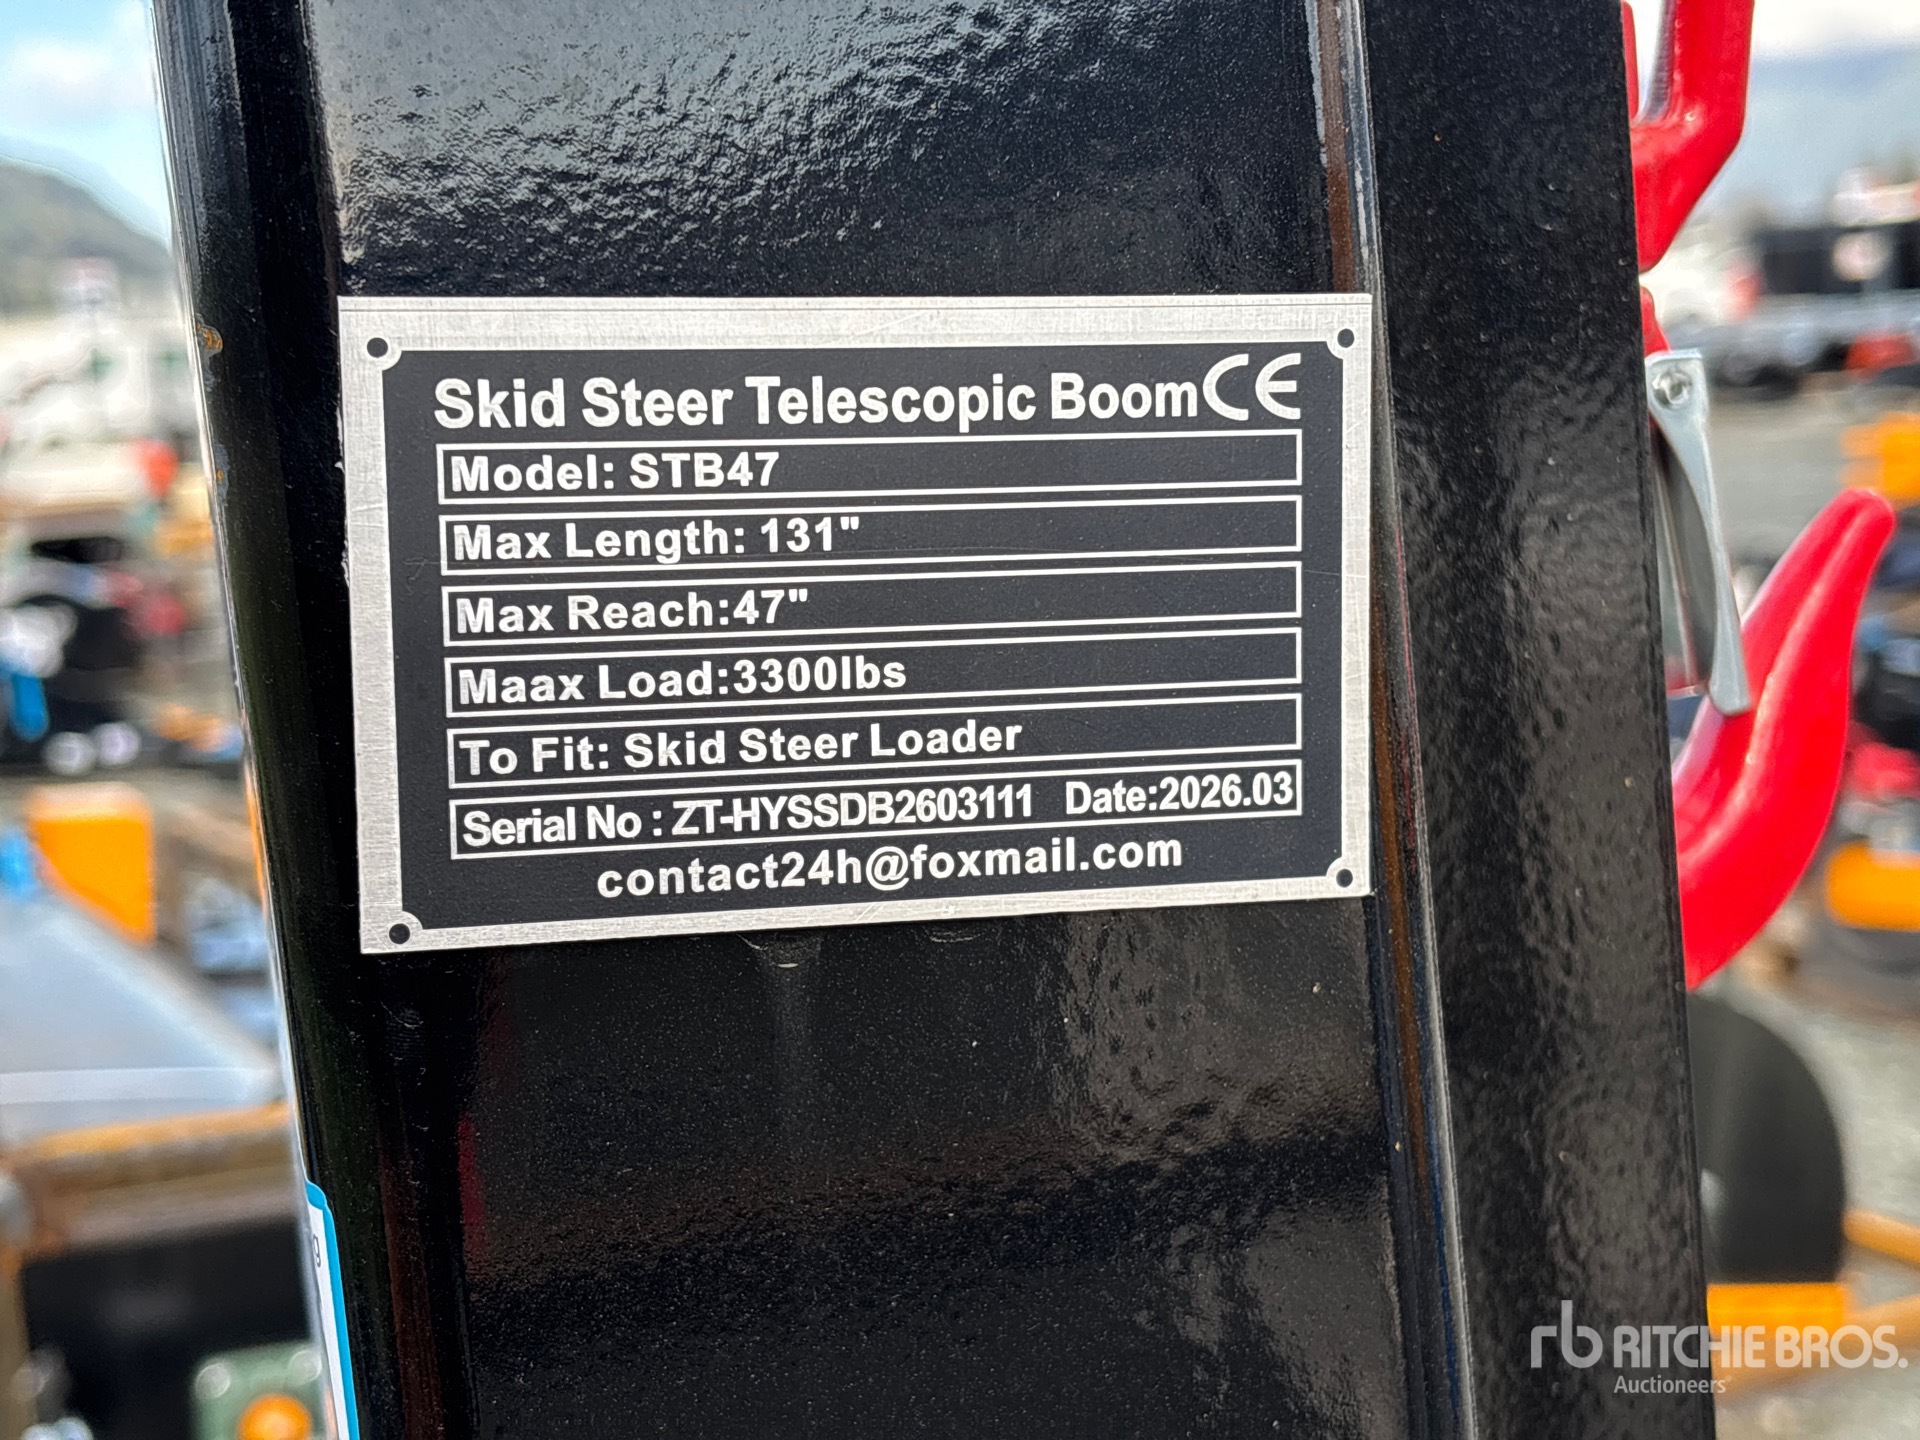 Skid Steer Telescopic Boom CE
Model: STB47
Max Length: 131"
Max Reach:47"
Maax Load:3300lbs
To Fit: Skid Steer Loader
Serial No : ZT-HYSSDB2603111 Date:2026.03
contact24h@foxmail.com
rb RITCHIE BROS.
Auctioneers